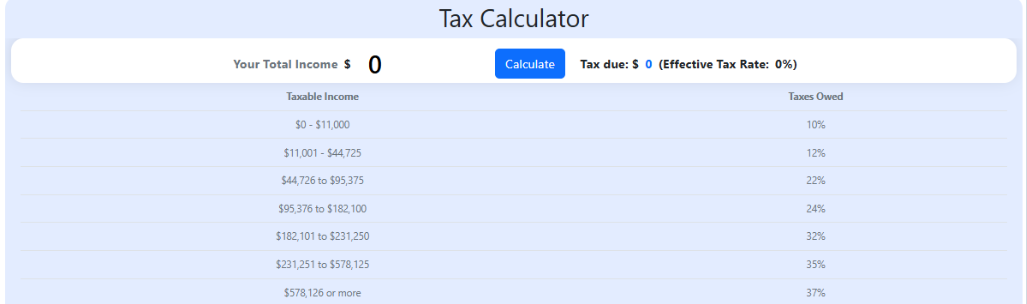 Tax Calculator
Your Total Income $ 0 Calculate Tax due: $ 0 (Effective Tax Rate: 0%)
Taxable Income Taxes Owed
$0 - $11,000 10%
$11,001 - $44,725 12%
$44,726 to $95,375 22%
$95,376 to $182,100 24%
$182,101 to $231,250 32%
$231,251 to $578,125 35%
$578,126 or more 37%